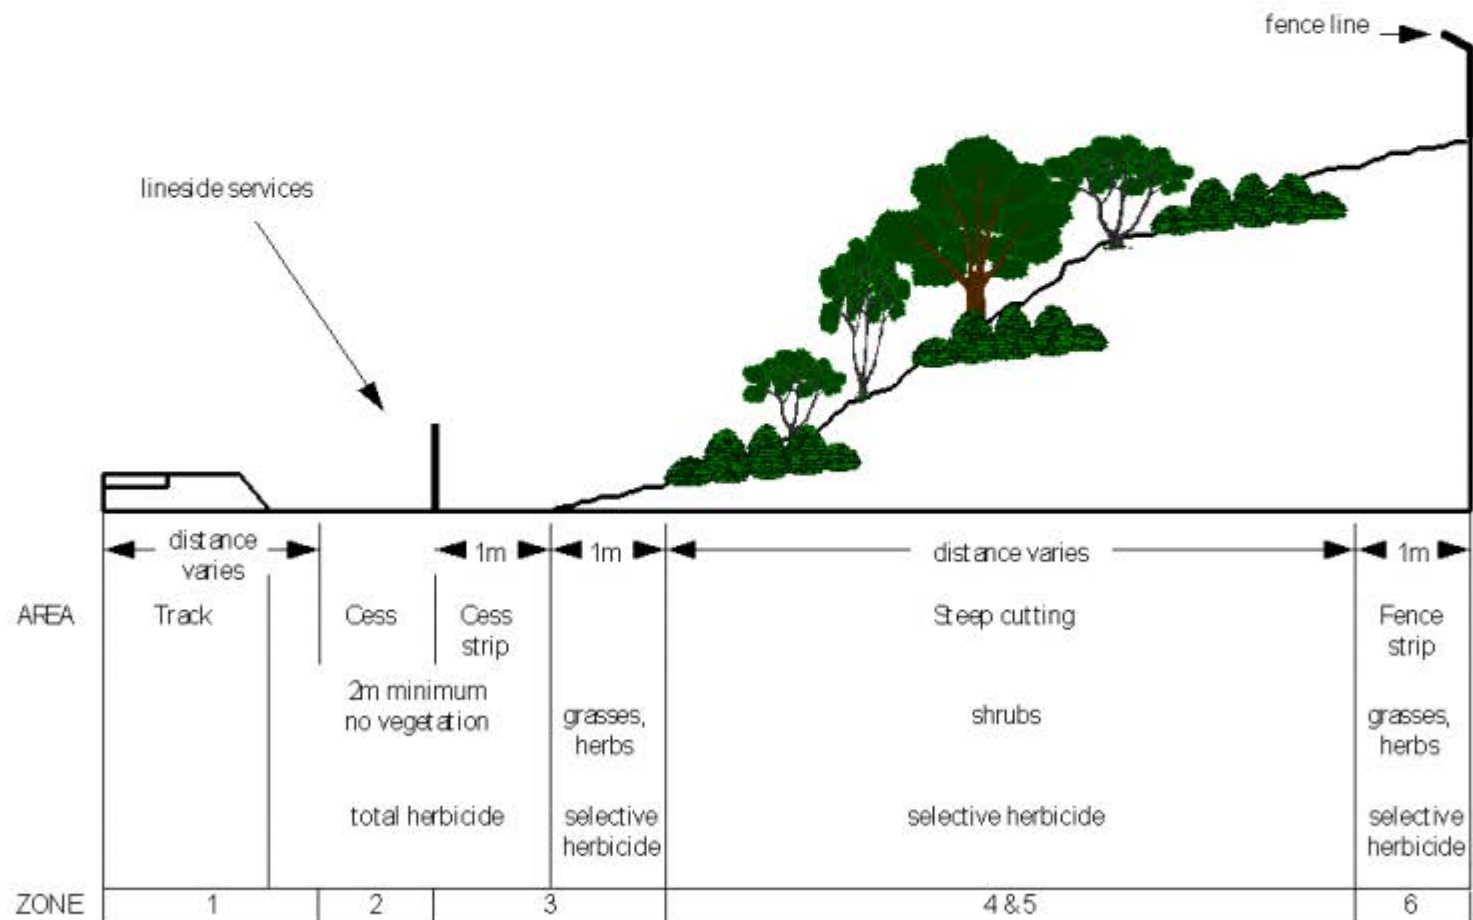 fence line
lineside services
distance
varies
1m
1m
distance varies
1m
AREA
Track
Cess
Cess
strip
Steep cutting
Fence
strip
2m minimum
no vegetation
grasses,
herbs
shrubs
grasses,
herbs
total herbicide
selective
herbicide
selective herbicide
selective
herbicide
ZONE
1
2
3
4 & 5
6